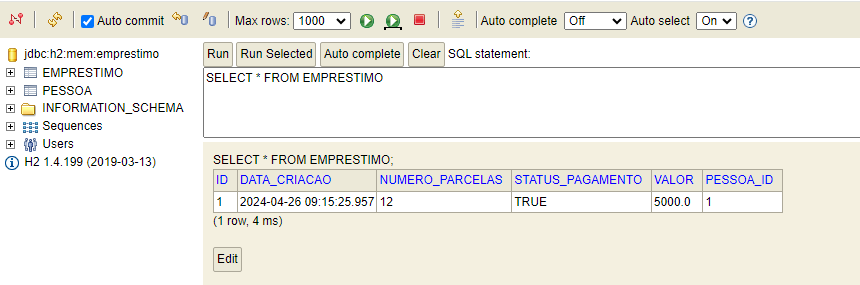 Auto commit Max rows: 1000 Auto complete Off Auto select On ?
jdbc:h2:mem:emprestimo
EMPRESTIMO
PESSOA
INFORMATION_SCHEMA
Sequences
Users
H2 1.4.199 (2019-03-13)
Run Run Selected Auto complete Clear SQL statement:
SELECT * FROM EMPRESTIMO
SELECT * FROM EMPRESTIMO;
ID DATA_CRIACAO NUMERO_PARCELAS STATUS_PAGAMENTO VALOR PESSOA_ID
1 2024-04-26 09:15:25.957 12 TRUE 5000.0 1
(1 row, 4 ms)
Edit